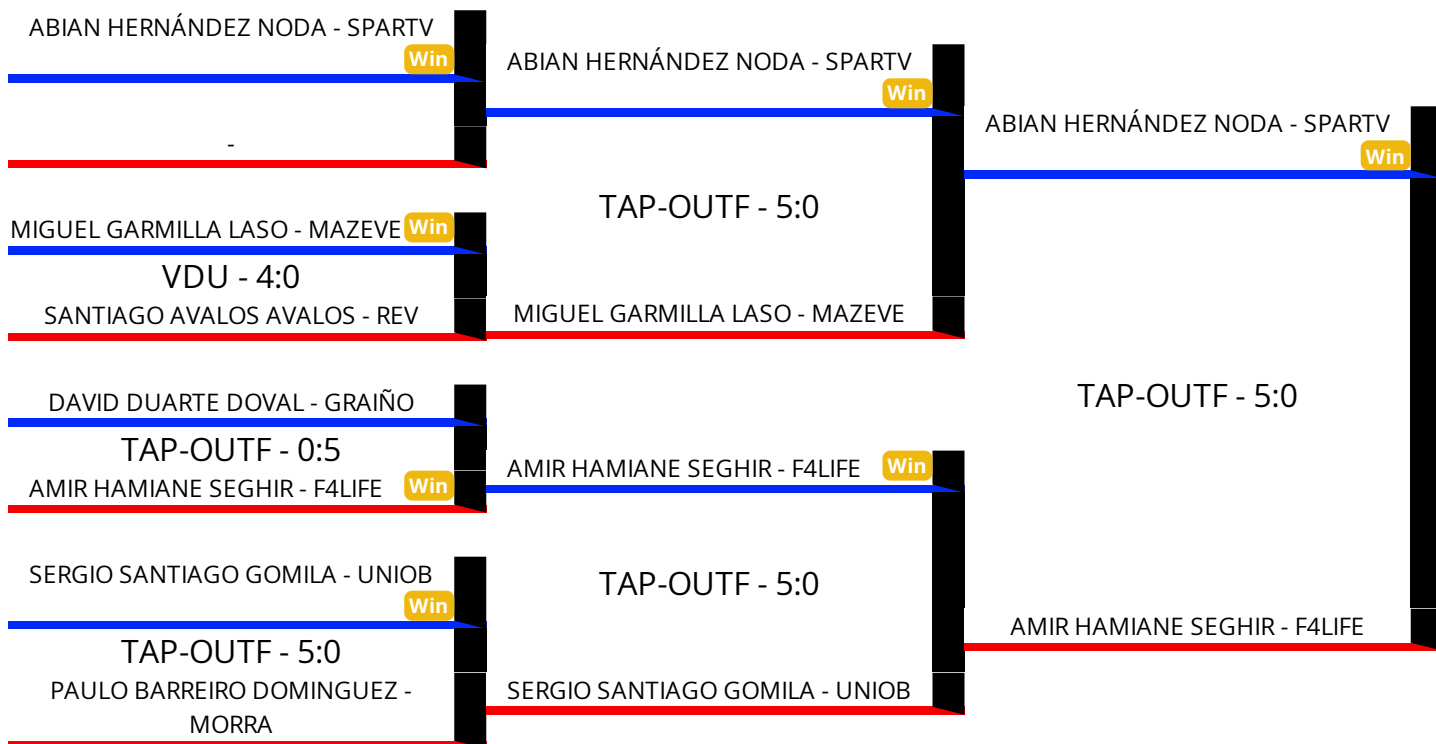 ABIAN HERNÁNDEZ NODA - SPARTV
Win
-
MIGUEL GARMILLA LASO - MAZEVE
Win
VDU - 4:0
SANTIAGO AVALOS AVALOS - REV
DAVID DUARTE DOVAL - GRAIÑO
TAP-OUTF - 0:5
AMIR HAMIANE SEGHIR - F4LIFE
Win
SERGIO SANTIAGO GOMILA - UNIOB
Win
TAP-OUTF - 5:0
PAULO BARREIRO DOMINGUEZ -
MORRA
ABIAN HERNÁNDEZ NODA - SPARTV
Win
TAP-OUTF - 5:0
MIGUEL GARMILLA LASO - MAZEVE
AMIR HAMIANE SEGHIR - F4LIFE
Win
TAP-OUTF - 5:0
SERGIO SANTIAGO GOMILA - UNIOB
ABIAN HERNÁNDEZ NODA - SPARTV
Win
TAP-OUTF - 5:0
AMIR HAMIANE SEGHIR - F4LIFE